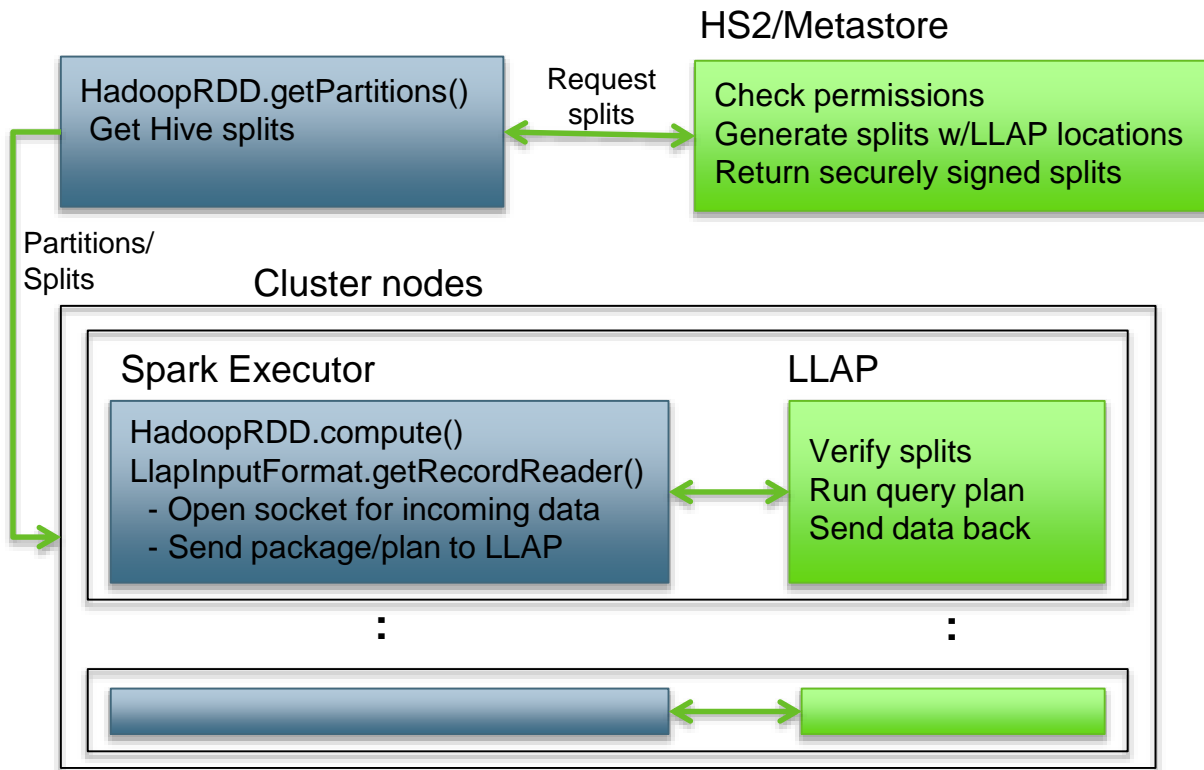 HS2/Metastore
HadoopRDD.getPartitions()
Get Hive splits
Request
splits
Check permissions
Generate splits w/LLAP locations
Return securely signed splits
Partitions/
Splits
Cluster nodes
Spark Executor
LLAP
HadoopRDD.compute()
LlapInputFormat.getRecordReader()
- Open socket for incoming data
- Send package/plan to LLAP
Verify splits
Run query plan
Send data back
:
: